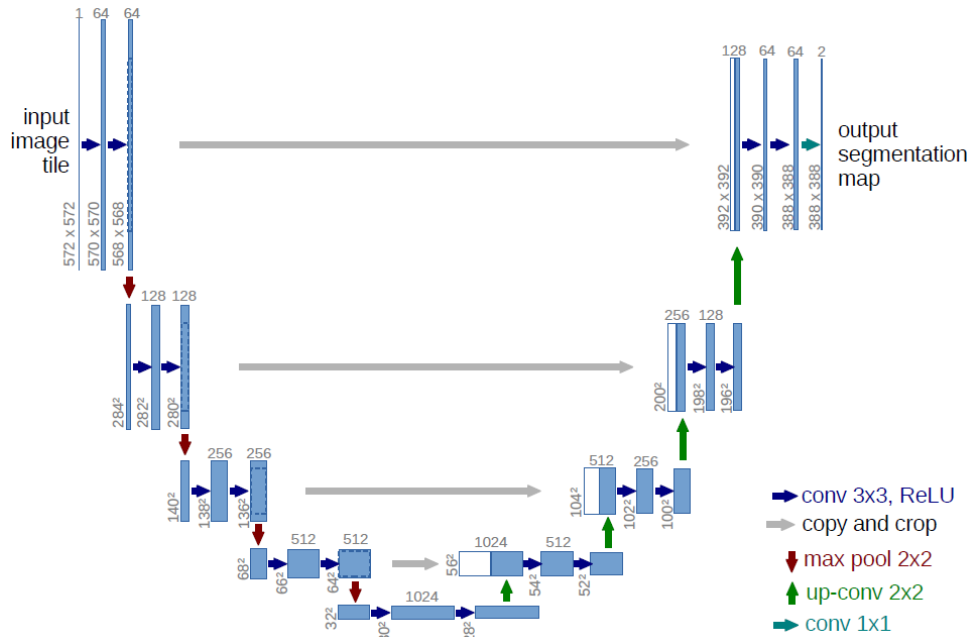 1 64 64
128 64 64 2
input
image
tile
output
segmentation
map
572 x 572
570 x 570
568 x 568
392 x 392
390 x 390
388 x 388
388 x 388
128 128
256 128
284²
282²
280²
200²
198²
196²
256 256
512 256
140²
138²
136²
104²
102²
100²
conv 3x3, ReLU
copy and crop
max pool 2x2
up-conv 2x2
conv 1x1
512 512
1024 512
68²
66²
64²
56²
54²
52²
1024
32²